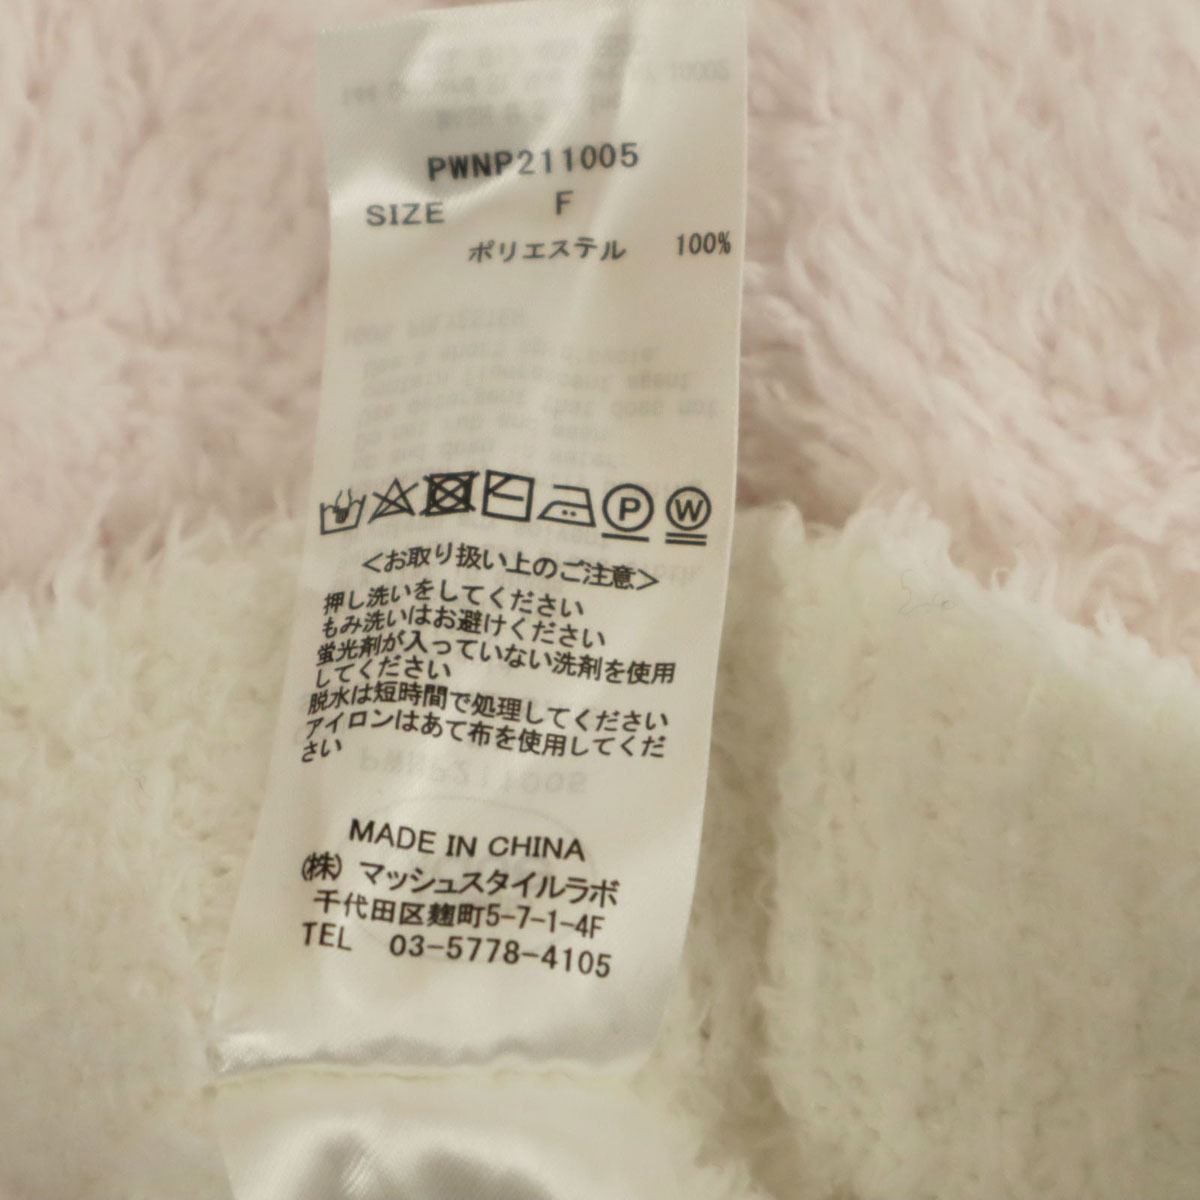 PWNP211005
SIZE F
ポリエステル 100%
P W
<お取り扱い上のご注意>
押し洗いをしてください
もみ洗いはお避けください
蛍光剤が入っていない洗剤を使用
してください
脱水は短時間で処理してください
アイロンはあて布を使用してくだ
さい
MADE IN CHINA
(株) マッシュスタイルラボ
千代田区麹町5-7-1-4F
TEL 03-5778-4105